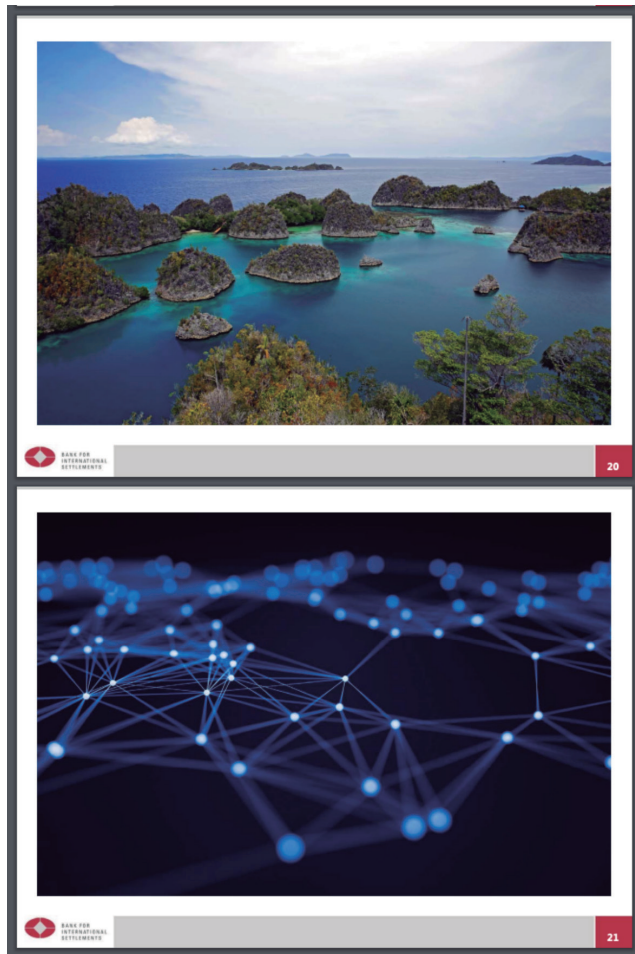 BANK FOR
INTERNATIONAL
SETTLEMENTS
20
BANK FOR
INTERNATIONAL
SETTLEMENTS
21